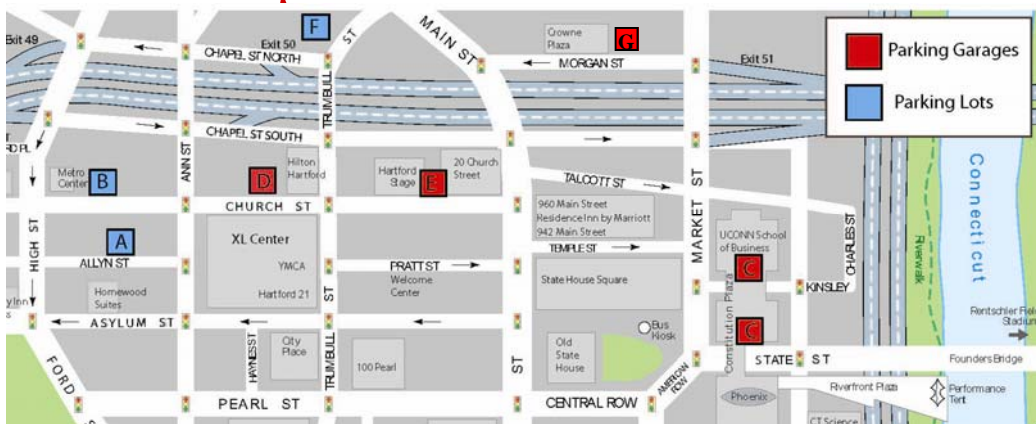 F
Exit 49
Exit 50
CHAPEL ST NORTH
TRUMBULL
ST
MAIN ST
Crowne
Plaza
G
MORGAN ST
Exit 51
Parking Garages
Parking Lots
CHAPEL ST SOUTH
ANN ST
Metro
Center
B
D
Hilton
Hartford
Hartford
Stage
E
20 Church
Street
TALCOTT ST
MARKET ST
CHURCH ST
HIGH ST
A
ALLYN ST
XL Center
YMCA
Hartford 21
ST
PRATT ST
Welcome
Center
960 Main Street
Residence Inn by Marriott
942 Main Street
TEMPLE ST
UCONN School
of Business
C
CHARLES ST
KINSLEY
State House Square
Constitution Plaza
C
Riverwalk
Connecticut
Homewood
Suites
ASYLUM ST
HAYNES ST
City
Place
TRUMBULL
100 Pearl
ST
Old
State
House
Bus
Kiosk
AMERICAN ROW
STATE ST
Rentschler Field
Stadium
Founders Bridge
FORD
PEARL ST
CENTRAL ROW
Phoenix
Riverfront Plaza
Performance
Tent
CT Science